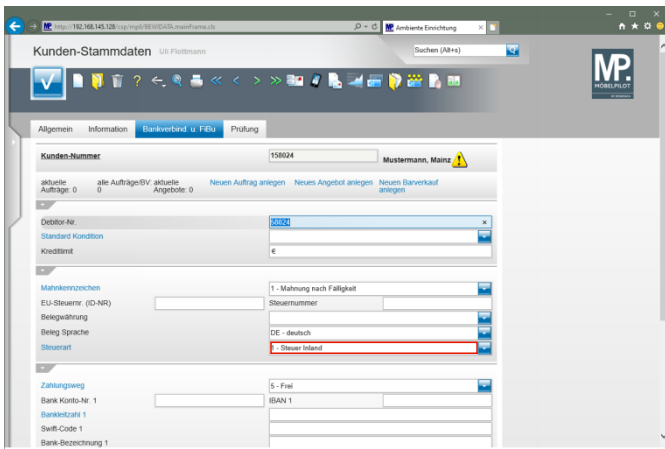 http://192.168.145.128/csp/mpli/BEWIDATA.mainFrame.cls
Ambiente Einrichtung
Kunden-Stammdaten Uli Flottmann
Suchen (Alt+s)
MP.
MÖBELPILOT
Allgemein Information Bankverbind. u. FiBu Prüfung
Kunden-Nummer 158024 Mustermann, Mainz
aktuelle Aufträge: 0 alle Aufträge/BV: 0 aktuelle Angebote: 0 Neuen Auftrag anlegen Neues Angebot anlegen Neuen Barverkauf anlegen
Debitor-Nr. 58024
Standard Kondition
Kreditlimit €
Mahnkennzeichen 1 - Mahnung nach Fälligkeit
EU-Steuernr. (ID-NR) Steuernummer
Belegwährung
Beleg Sprache DE - deutsch
Steuerart 1 - Steuer Inland
Zahlungsweg 5 - Frei
Bank Konto-Nr. 1 IBAN 1
Bankleitzahl 1
Swift-Code 1
Bank-Bezeichnung 1